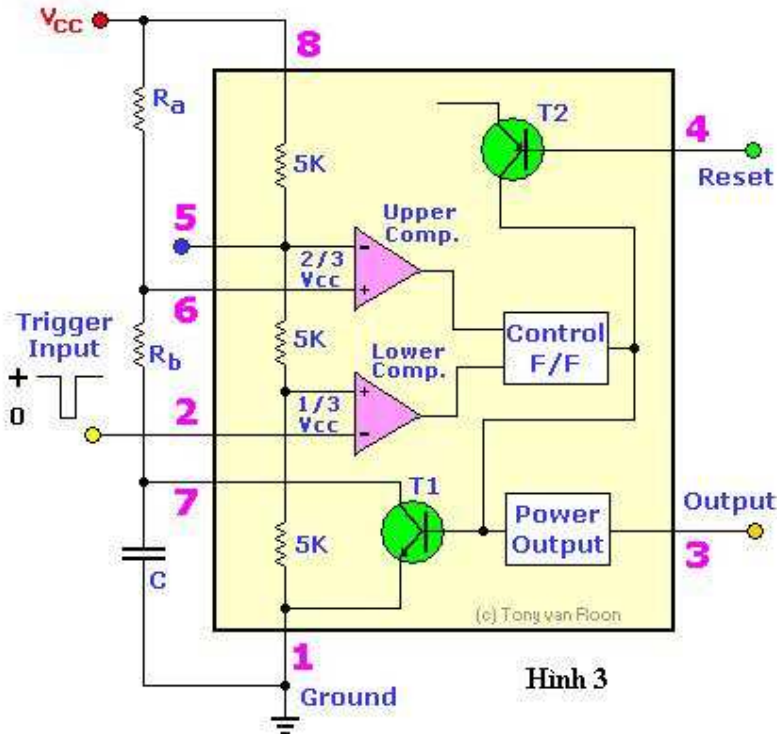 Vcc
8
Ra
T2
4
5K
Reset
5
Upper
Comp.
-
2/3
Vcc
+
6
Trigger
Input
Rb
5K
Lower
Comp.
Control
F/F
+
0
+
1/3
Vcc
-
2
7
T1
Output
5K
Power
Output
3
C
(c) Tony van Roon
1
Hình 3
Ground